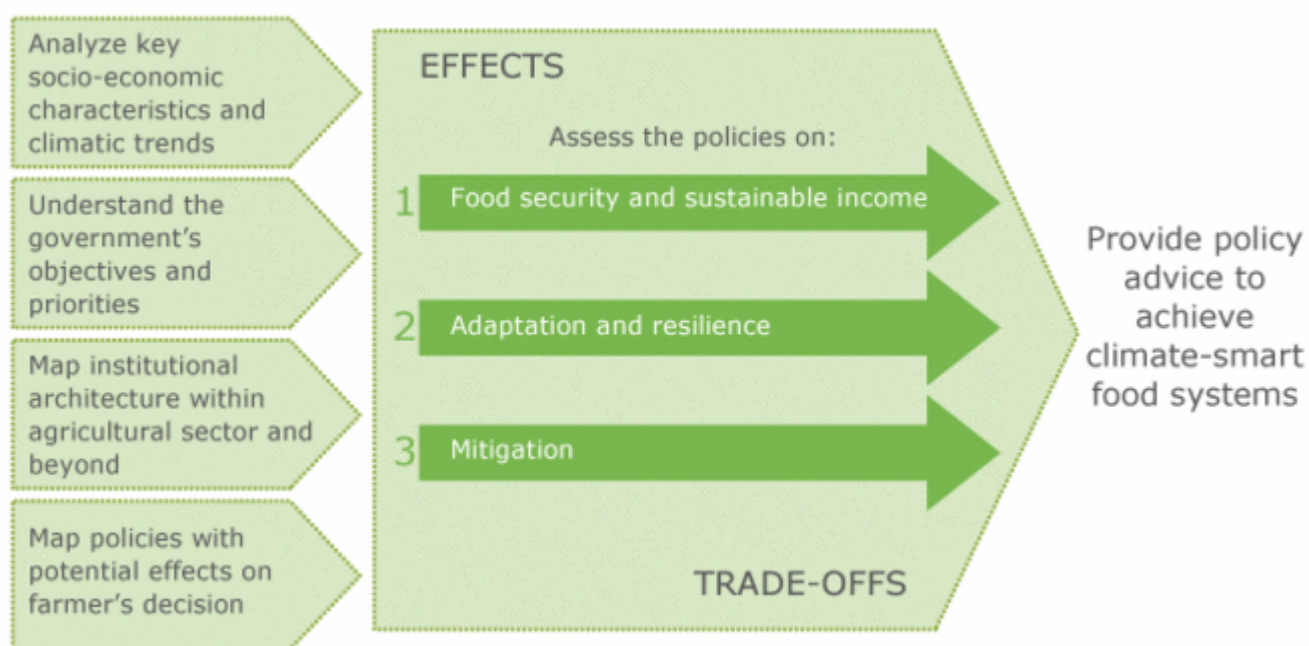 Analyze key
socio-economic
characteristics and
climatic trends
Understand the
government's
objectives and
priorities
Map institutional
architecture within
agricultural sector and
beyond
Map policies with
potential effects on
farmer's decision
EFFECTS
Assess the policies on:
1 Food security and sustainable income
2 Adaptation and resilience
3 Mitigation
TRADE-OFFS
Provide policy
advice to
achieve
climate-smart
food systems